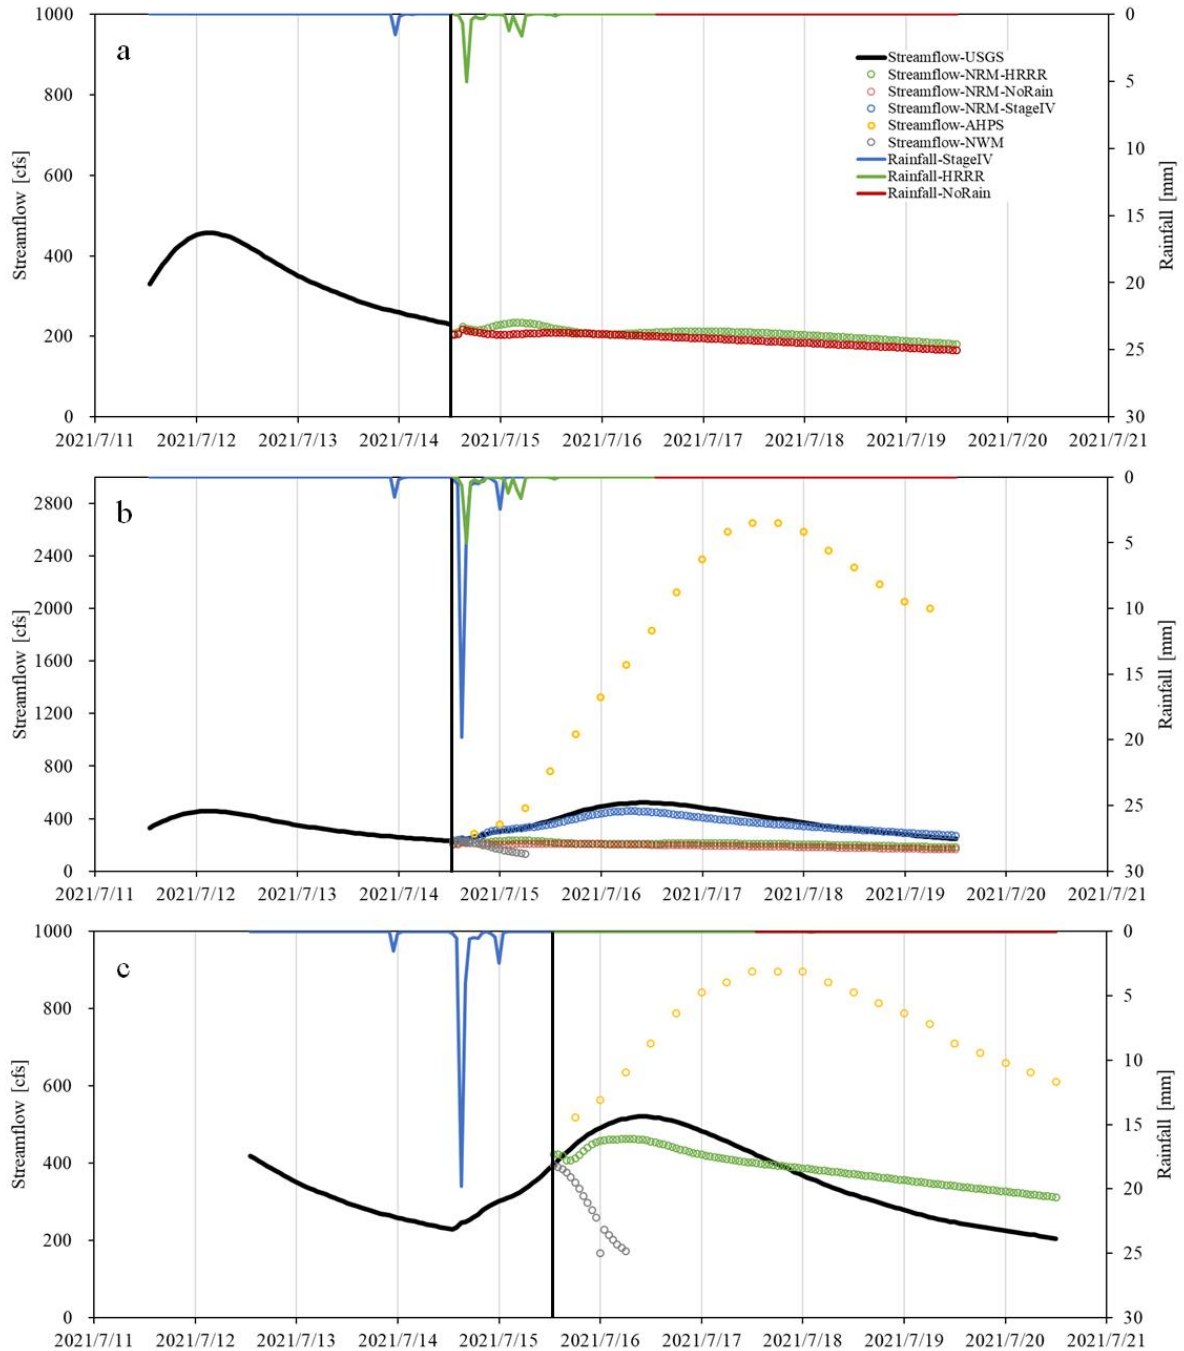 1000
800
600
400
200
0
Streamflow [cfs]
a
Streamflow-USGS
Streamflow-NRM-HRRR
Streamflow-NRM-NoRain
Streamflow-NRM-StageIV
Streamflow-AHPS
Streamflow-NWM
Rainfall-StageIV
Rainfall-HRRR
Rainfall-NoRain
0
5
10
15
20
25
30
Rainfall [mm]
2021/7/11 2021/7/12 2021/7/13 2021/7/14 2021/7/15 2021/7/16 2021/7/17 2021/7/18 2021/7/19 2021/7/20 2021/7/21
2800
2400
2000
1600
1200
800
400
0
Streamflow [cfs]
b
0
5
10
15
20
25
30
Rainfall [mm]
2021/7/11 2021/7/12 2021/7/13 2021/7/14 2021/7/15 2021/7/16 2021/7/17 2021/7/18 2021/7/19 2021/7/20 2021/7/21
1000
800
600
400
200
0
Streamflow [cfs]
c
0
5
10
15
20
25
30
Rainfall [mm]
2021/7/11 2021/7/12 2021/7/13 2021/7/14 2021/7/15 2021/7/16 2021/7/17 2021/7/18 2021/7/19 2021/7/20 2021/7/21